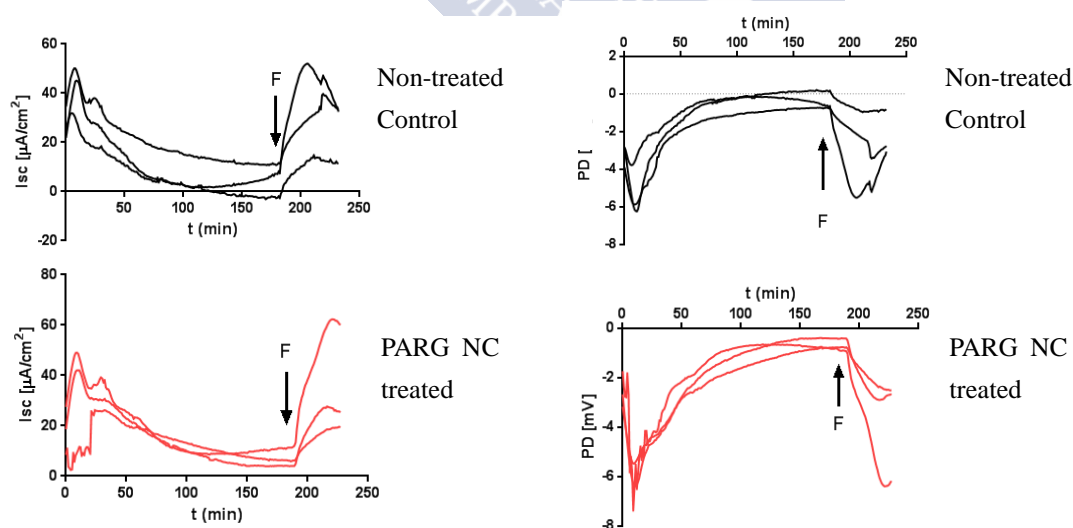 Isc [µA/cm²]
60
40
20
0
-20
50
100
150
200
250
t (min)
F
Non-treated
Control
t (min)
0
50
100
150
200
250
PD [
2
0
-2
-4
-6
-8
F
Non-treated
Control
Isc [µA/cm²]
80
60
40
20
0
0
50
100
150
200
250
t (min)
F
PARG NC
treated
t (min)
0
50
100
150
200
250
PD [mV]
0
-2
-4
-6
-8
F
PARG NC
treated